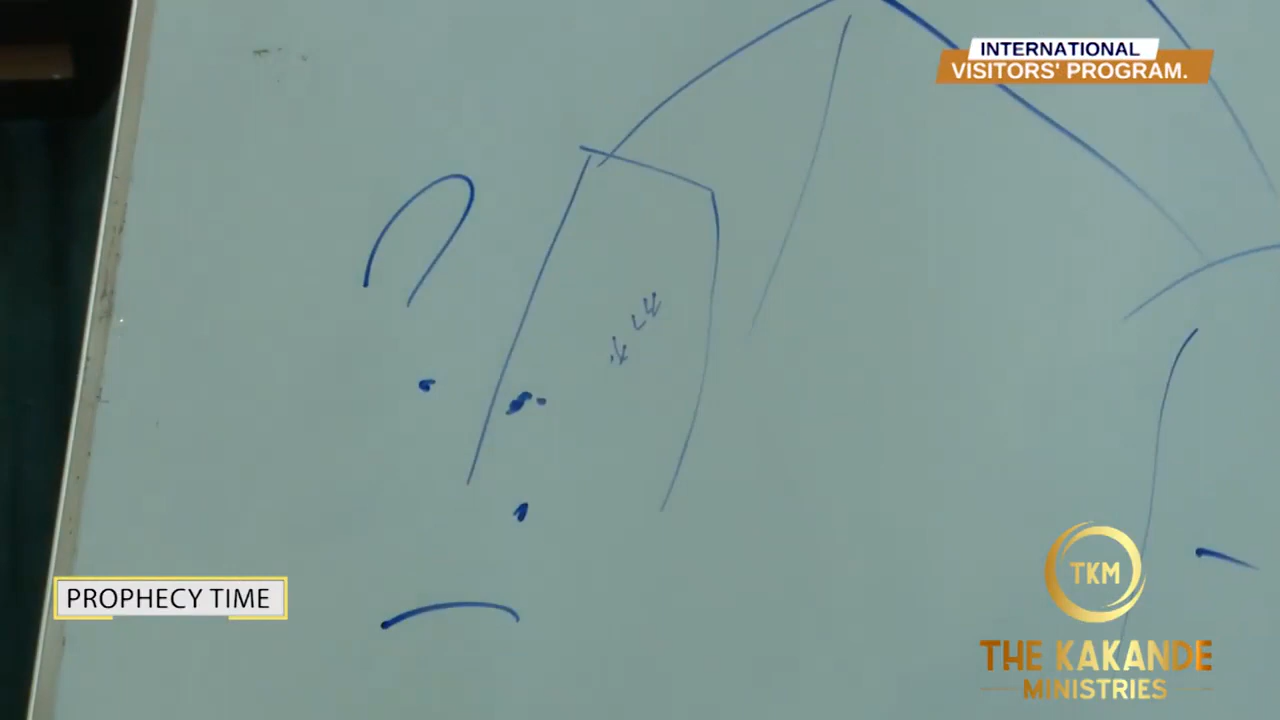 INTERNATIONAL
VISITORS' PROGRAM.
PROPHECY TIME
TKM
THE KAKANDE
MINISTRIES